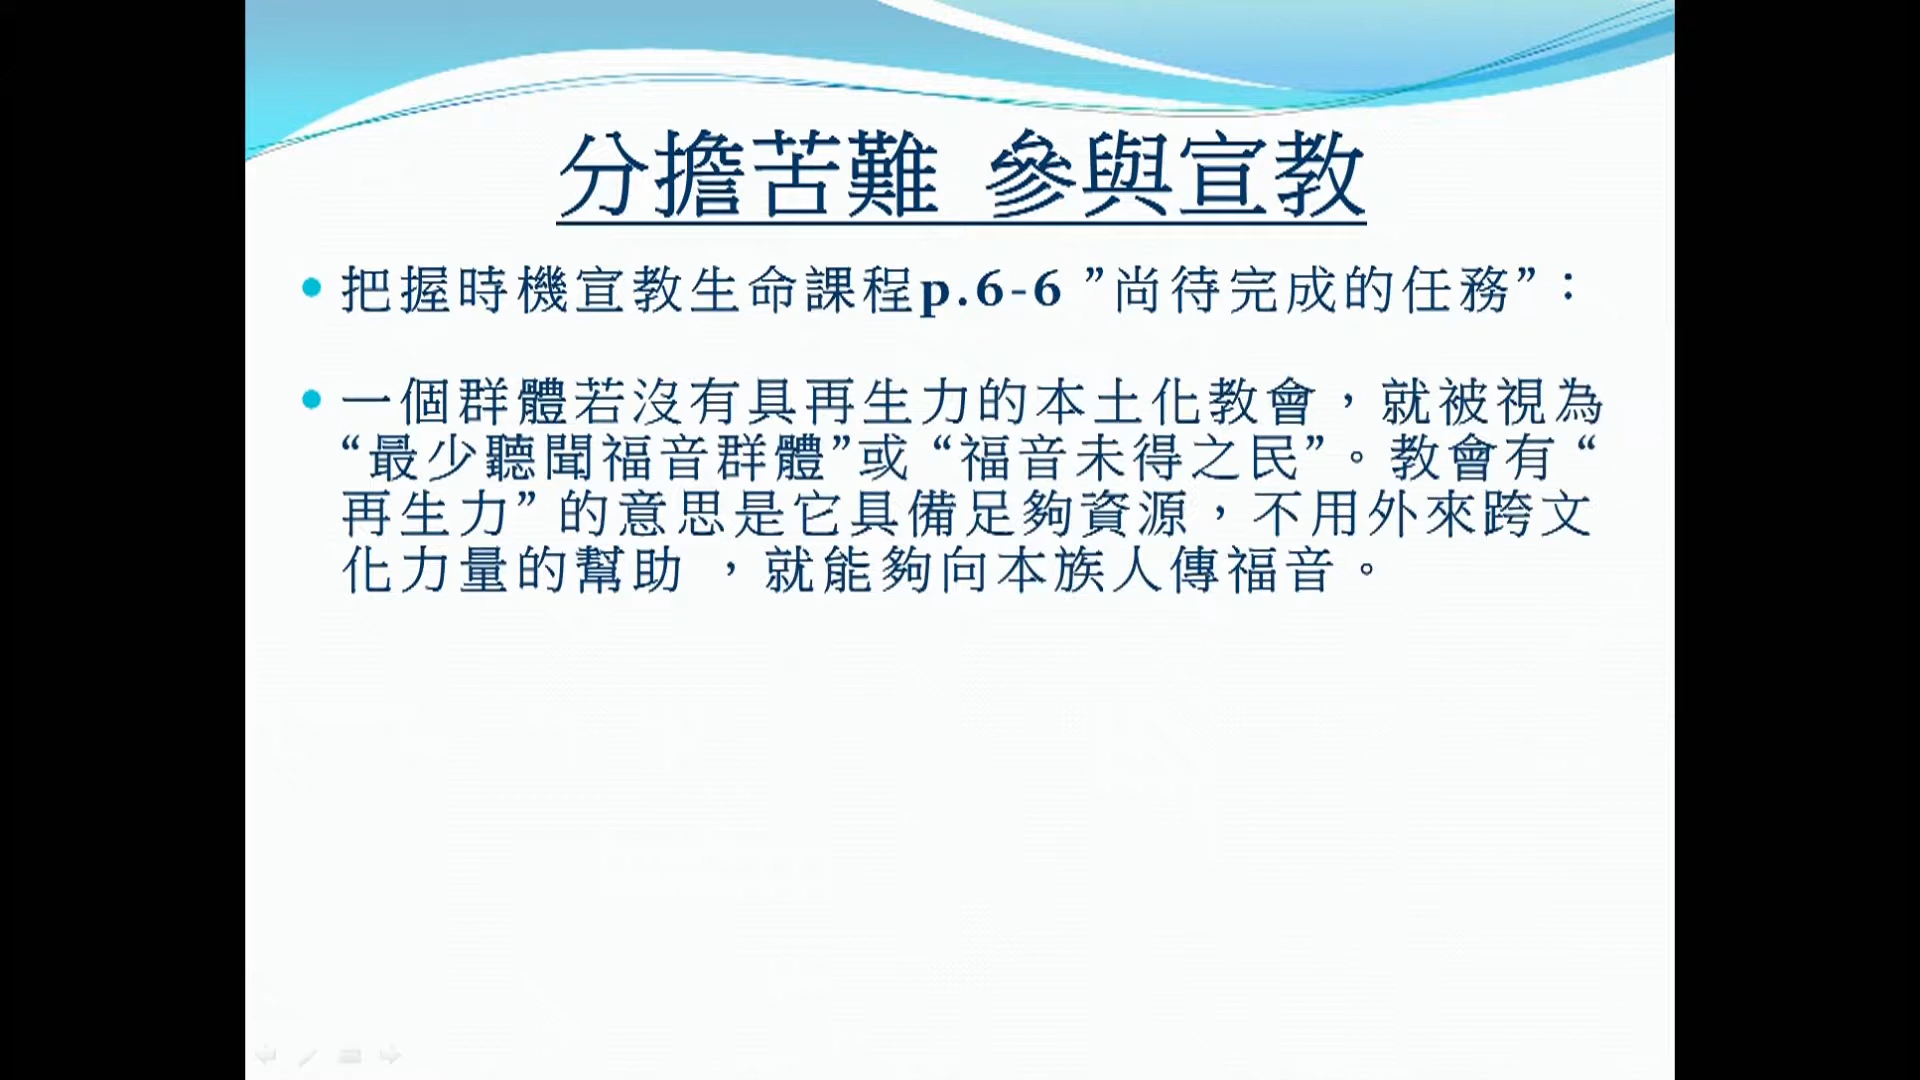 分擔苦難 參與宣教
• 把握時機宣教生命課程p.6-6 ”尚待完成的任務”：
• 一個群體若沒有具再生力的本土化教會，就被視為
“最少聽聞福音群體”或 “福音未得之民”。教會有 “
再生力” 的意思是它具備足夠資源，不用外來跨文
化力量的幫助 ，就能夠向本族人傳福音。